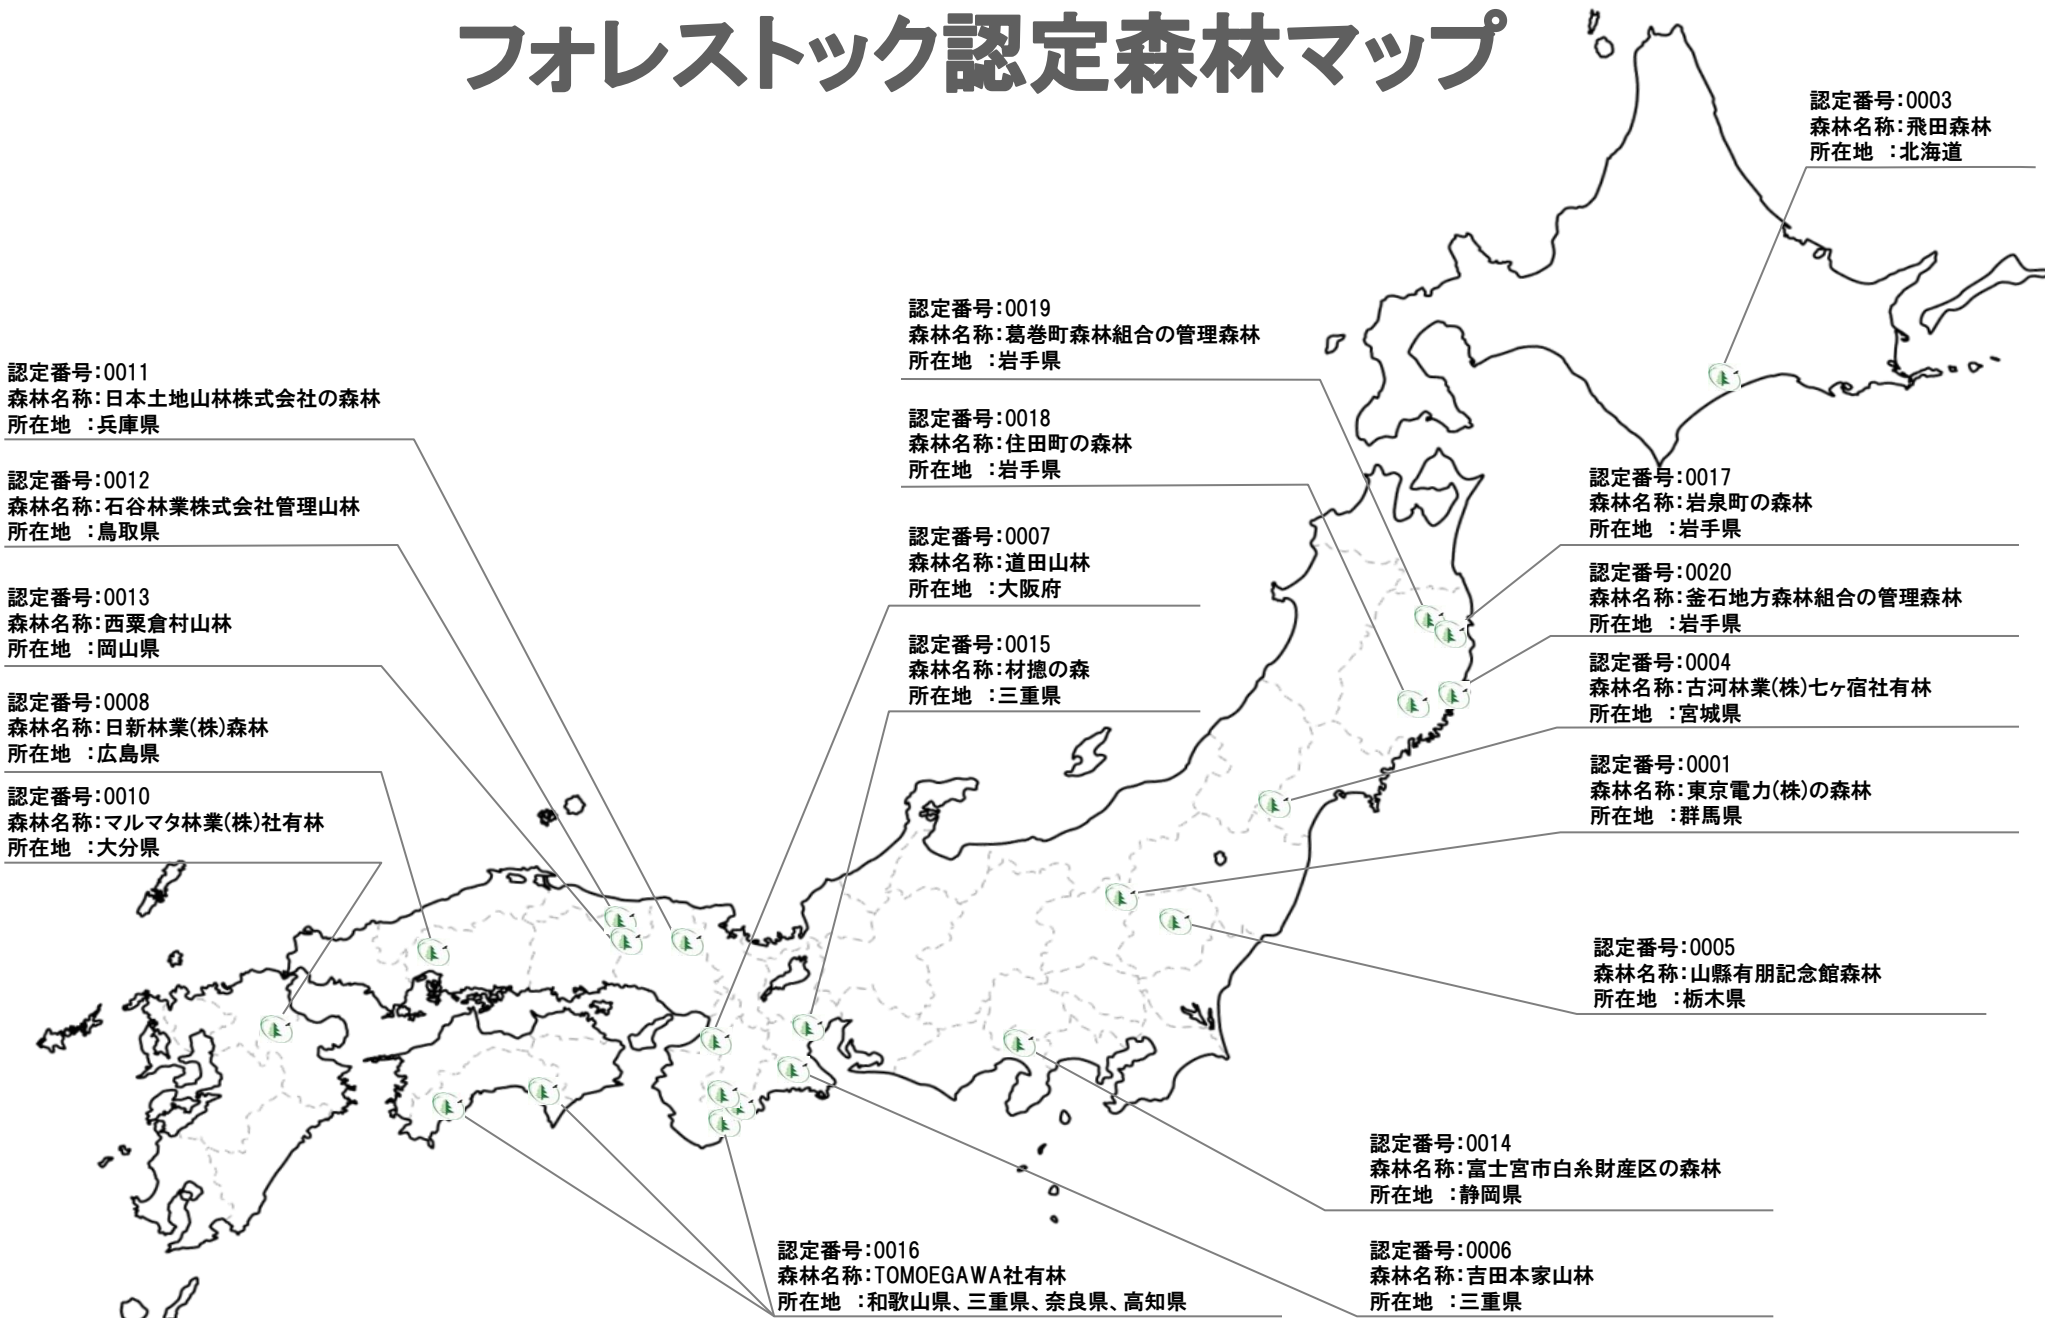 フォレストック認定森林マップ
認定番号:0003
森林名称:飛田森林
所在地 :北海道
認定番号:0019
森林名称:葛巻町森林組合の管理森林
所在地 :岩手県
認定番号:0018
森林名称:住田町の森林
所在地 :岩手県
認定番号:0007
森林名称:道田山林
所在地 :大阪府
認定番号:0015
森林名称:材摠の森
所在地 :三重県
認定番号:0011
森林名称:日本土地山林株式会社の森林
所在地 :兵庫県
認定番号:0012
森林名称:石谷林業株式会社管理山林
所在地 :鳥取県
認定番号:0013
森林名称:西粟倉村山林
所在地 :岡山県
認定番号:0008
森林名称:日新林業(株)森林
所在地 :広島県
認定番号:0010
森林名称:マルマタ林業(株)社有林
所在地 :大分県
認定番号:0017
森林名称:岩泉町の森林
所在地 :岩手県
認定番号:0020
森林名称:釜石地方森林組合の管理森林
所在地 :岩手県
認定番号:0004
森林名称:古河林業(株)七ヶ宿社有林
所在地 :宮城県
認定番号:0001
森林名称:東京電力(株)の森林
所在地 :群馬県
認定番号:0005
森林名称:山縣有朋記念館森林
所在地 :栃木県
認定番号:0014
森林名称:富士宮市白糸財産区の森林
所在地 :静岡県
認定番号:0006
森林名称:吉田本家山林
所在地 :三重県
認定番号:0016
森林名称:TOMOEGAWA社有林
所在地 :和歌山県、三重県、奈良県、高知県